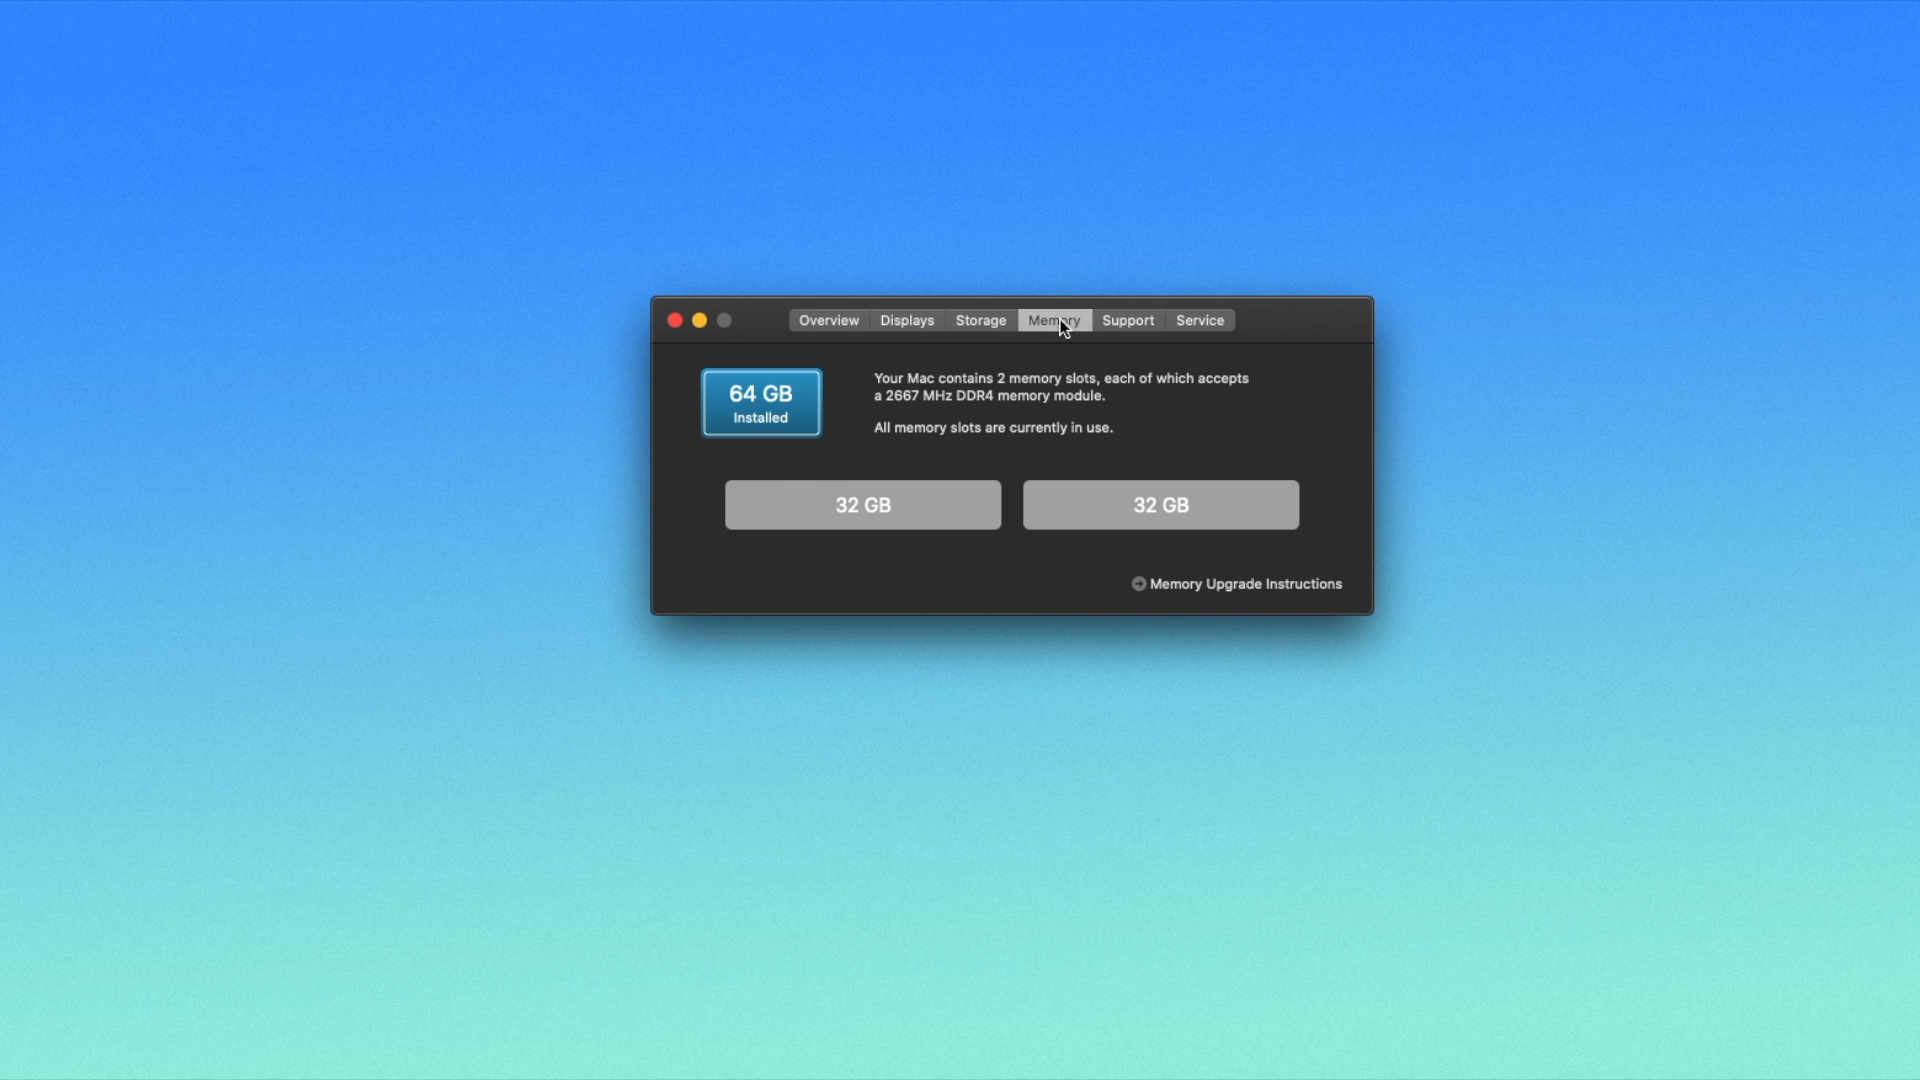 Overview Displays Storage Memory Support Service
64 GB
Installed
Your Mac contains 2 memory slots, each of which accepts
a 2667 MHz DDR4 memory module.
All memory slots are currently in use.
32 GB 32 GB
Memory Upgrade Instructions